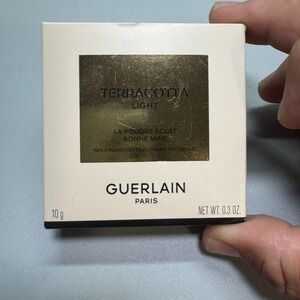 TERRACOTTA
LIGHT
LA POUDRE ÉCLAT
BONNE MINE
GUERLAIN
PARIS
10 g
NET WT. 0.3 OZ.